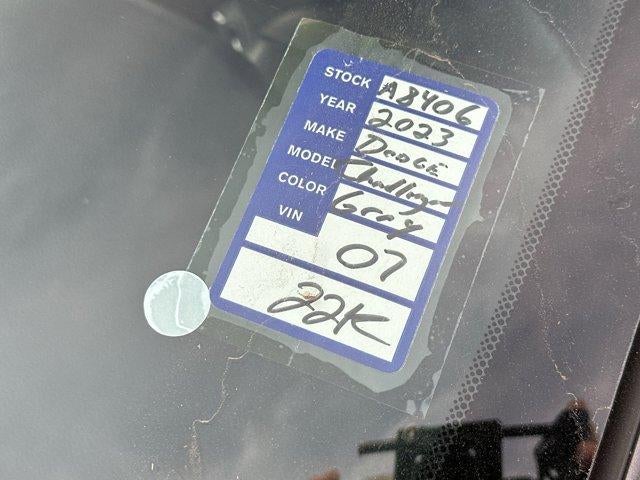 STOCK A8406
YEAR 2023
MAKE DODGE
MODEL Challenger
COLOR Grey
VIN
07
22K